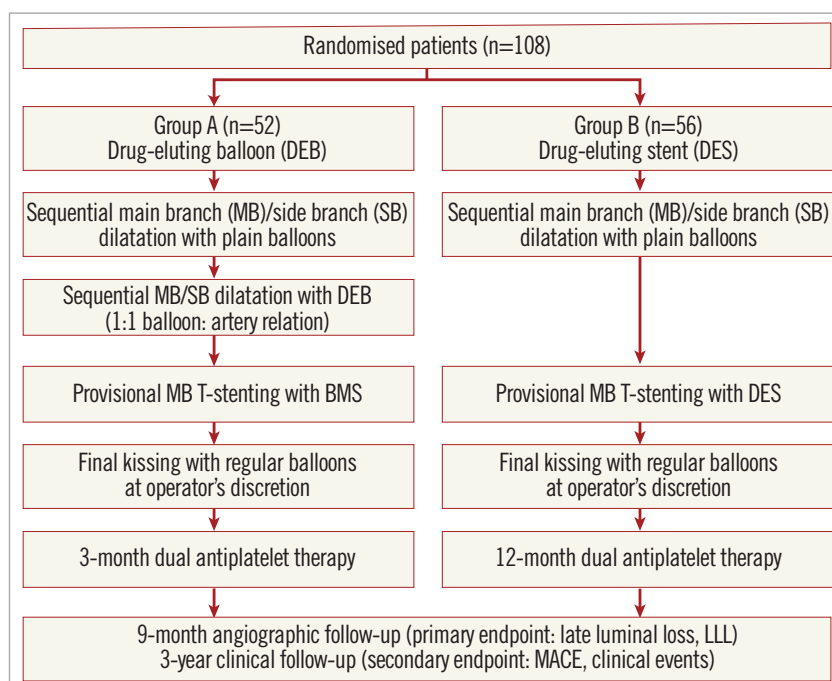 Randomised patients (n=108)
Group A (n=52)
Drug-eluting balloon (DEB)
Group B (n=56)
Drug-eluting stent (DES)
Sequential main branch (MB)/side branch (SB)
dilatation with plain balloons
Sequential main branch (MB)/side branch (SB)
dilatation with plain balloons
Sequential MB/SB dilatation with DEB
(1:1 balloon: artery relation)
Provisional MB T-stenting with BMS
Provisional MB T-stenting with DES
Final kissing with regular balloons
at operator's discretion
Final kissing with regular balloons
at operator's discretion
3-month dual antiplatelet therapy
12-month dual antiplatelet therapy
9-month angiographic follow-up (primary endpoint: late luminal loss, LLL)
3-year clinical follow-up (secondary endpoint: MACE, clinical events)